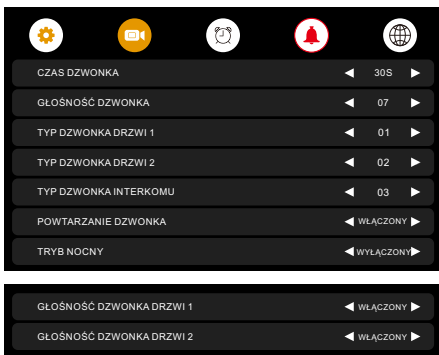 CZAS DZWONKA 30S
GŁOŚNOŚĆ DZWONKA 07
TYP DZWONKA DRZWI 1 01
TYP DZWONKA DRZWI 2 02
TYP DZWONKA INTERKOMU 03
POWTARZANIE DZWONKA WŁĄCZONY
TRYB NOCNY WYŁĄCZONY
GŁOŚNOŚĆ DZWONKA DRZWI 1 WŁĄCZONY
GŁOŚNOŚĆ DZWONKA DRZWI 2 WŁĄCZONY